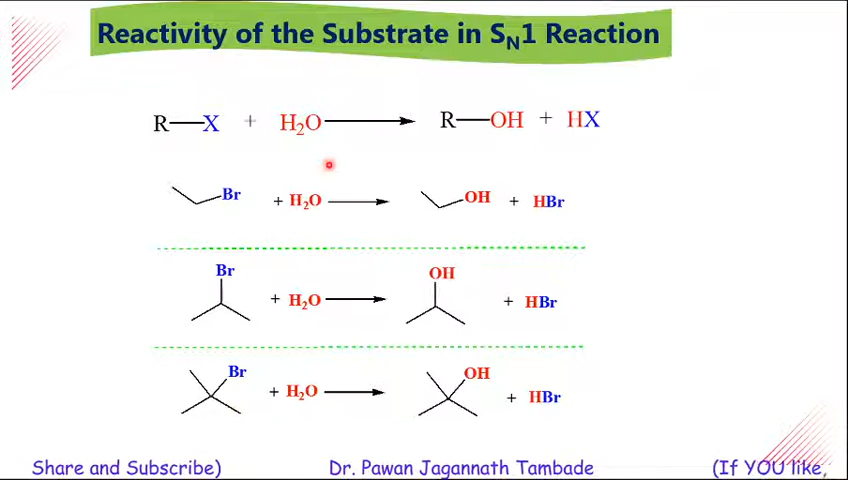 Reactivity of the Substrate in SN1 Reaction
R—X + H2O → R—OH + HX
Br + H2O → OH + HBr
Br + H2O → OH + HBr
Br + H2O → OH + HBr
Share and Subscribe) Dr. Pawan Jagannath Tambade (If YOU like,